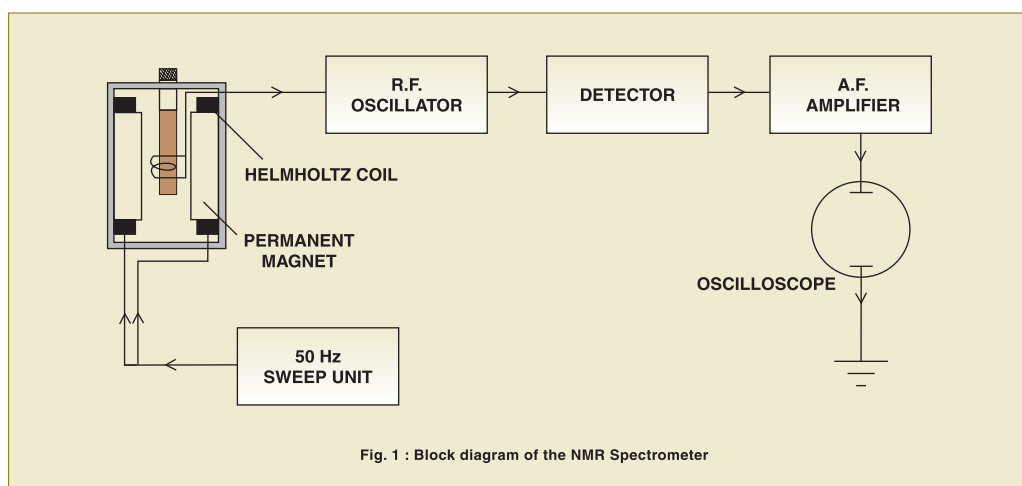 R.F.
OSCILLATOR
DETECTOR
A.F.
AMPLIFIER
HELMHOLTZ COIL
PERMANENT
MAGNET
OSCILLOSCOPE
50 Hz
SWEEP UNIT
Fig. 1 : Block diagram of the NMR Spectrometer